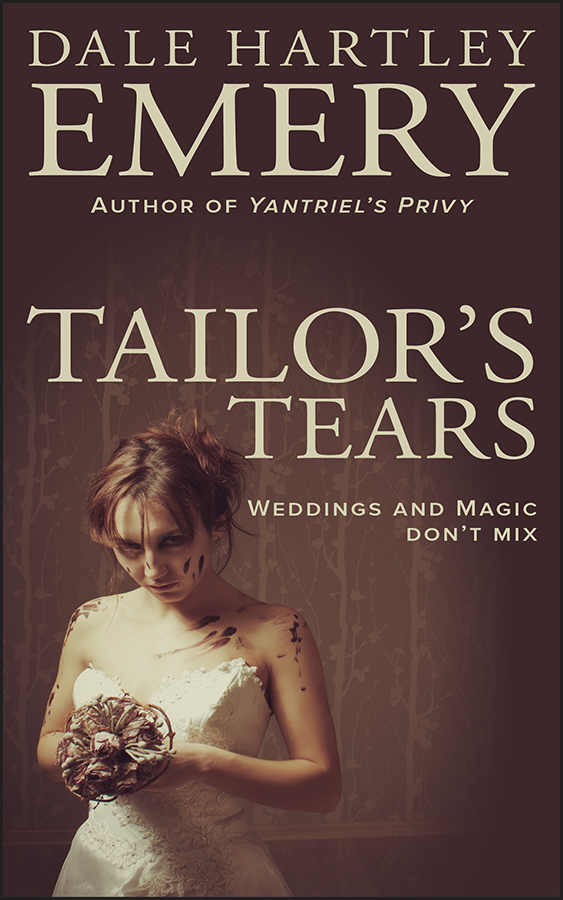 DALE HARTLEY
EMERY
AUTHOR OF YANTRIEL'S PRIVY
TAILOR'S
TEARS
WEDDINGS AND MAGIC
DON'T MIX